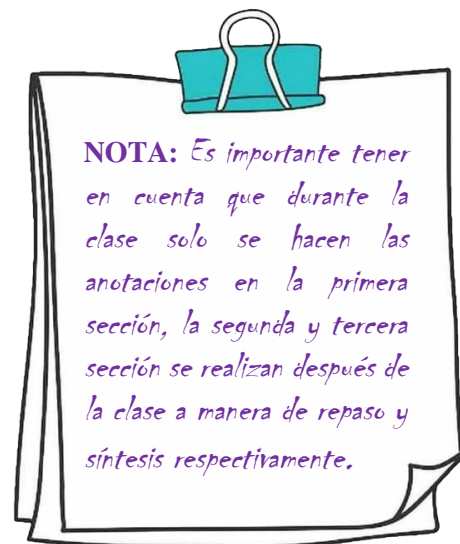 NOTA: Es importante tener
en cuenta que durante la
clase solo se hacen las
anotaciones en la primera
sección, la segunda y tercera
sección se realizan después de
la clase a manera de repaso y
síntesis respectivamente.